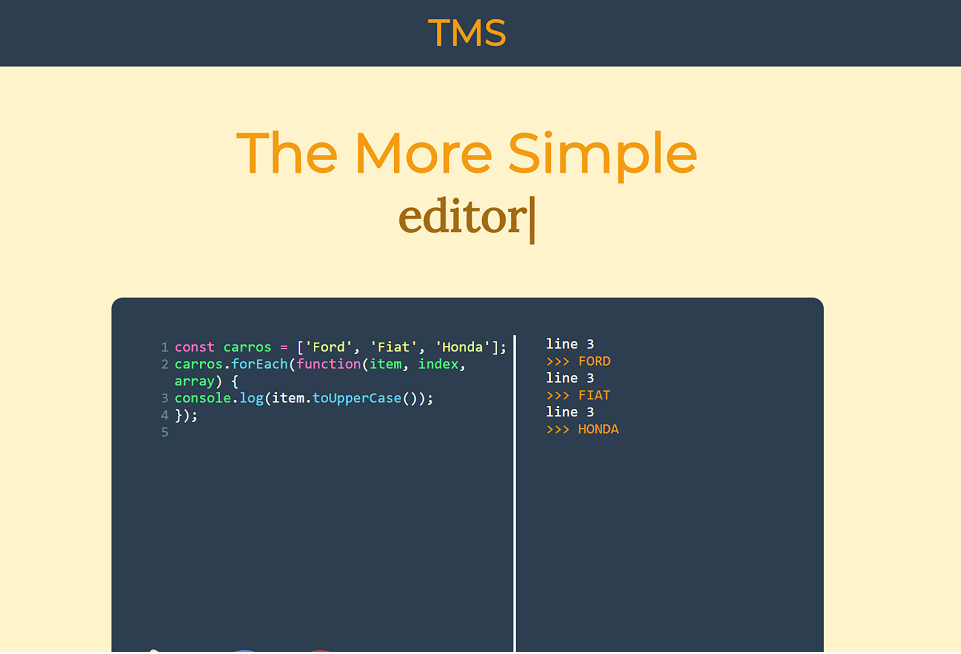 TMS
The More Simple
editor|
1 const carros = ['Ford', 'Fiat', 'Honda'];
2 carros.forEach(function(item, index,
array) {
3 console.log(item.toUpperCase());
4 });
5
line 3
>>> FORD
line 3
>>> FIAT
line 3
>>> HONDA